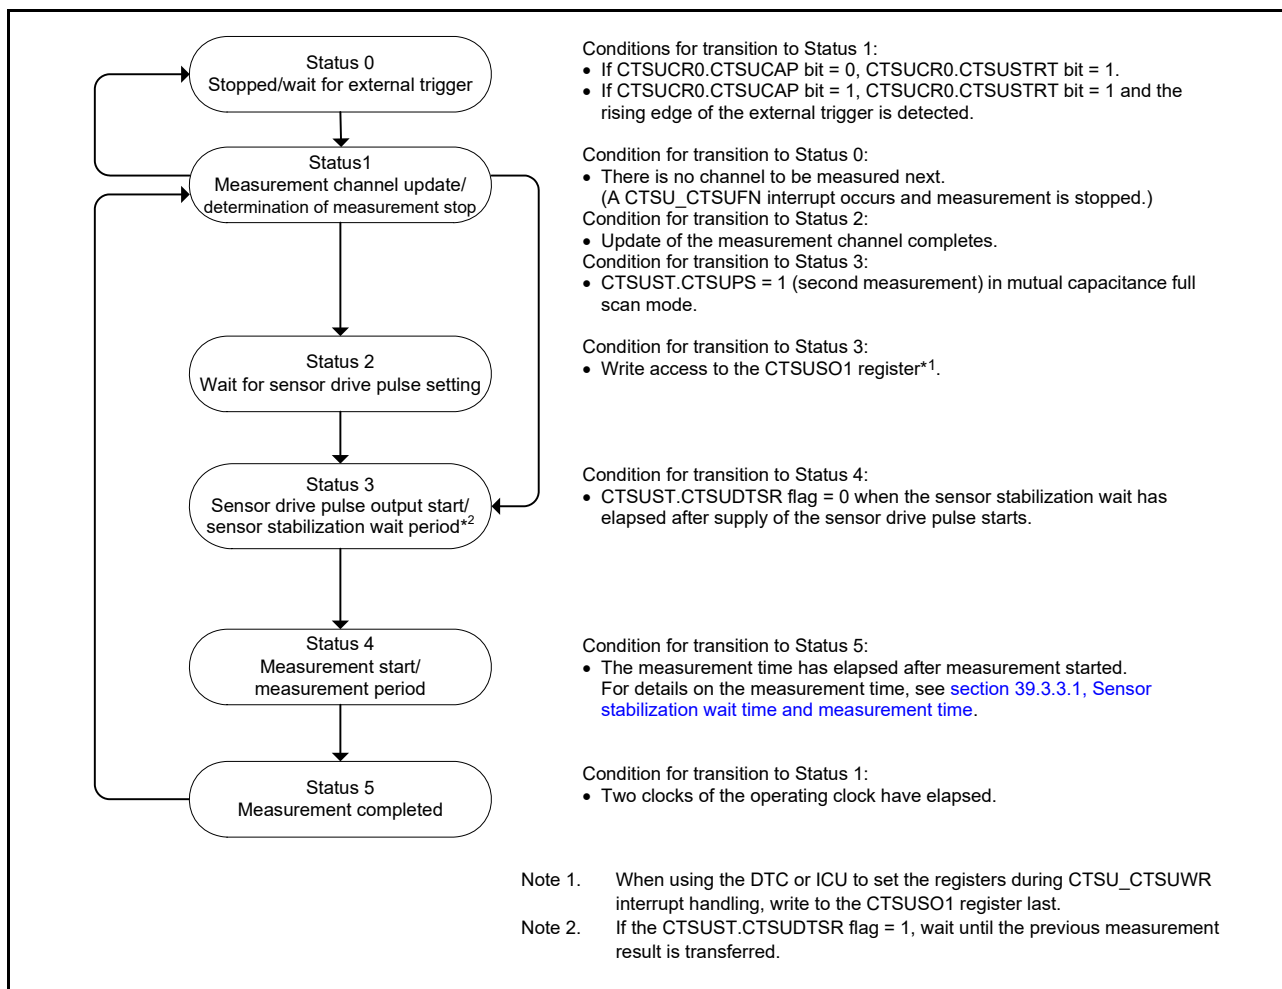 Status 0
Stopped/wait for external trigger
Conditions for transition to Status 1:
• If CTSUCR0.CTSUCAP bit = 0, CTSUCR0.CTSUSTRT bit = 1.
• If CTSUCR0.CTSUCAP bit = 1, CTSUCR0.CTSUSTRT bit = 1 and the
rising edge of the external trigger is detected.
Status1
Measurement channel update/
determination of measurement stop
Condition for transition to Status 0:
• There is no channel to be measured next.
(A CTSU_CTSUFN interrupt occurs and measurement is stopped.)
Condition for transition to Status 2:
• Update of the measurement channel completes.
Condition for transition to Status 3:
• CTSUST.CTSUPS = 1 (second measurement) in mutual capacitance full
scan mode.
Status 2
Wait for sensor drive pulse setting
Condition for transition to Status 3:
• Write access to the CTSUSO1 register*1.
Status 3
Sensor drive pulse output start/
sensor stabilization wait period*2
Condition for transition to Status 4:
• CTSUST.CTSUDTSR flag = 0 when the sensor stabilization wait has
elapsed after supply of the sensor drive pulse starts.
Status 4
Measurement start/
measurement period
Condition for transition to Status 5:
• The measurement time has elapsed after measurement started.
For details on the measurement time, see section 39.3.3.1, Sensor
stabilization wait time and measurement time.
Status 5
Measurement completed
Condition for transition to Status 1:
• Two clocks of the operating clock have elapsed.
Note 1. When using the DTC or ICU to set the registers during CTSU_CTSUWR
interrupt handling, write to the CTSUSO1 register last.
Note 2. If the CTSUST.CTSUDTSR flag = 1, wait until the previous measurement
result is transferred.